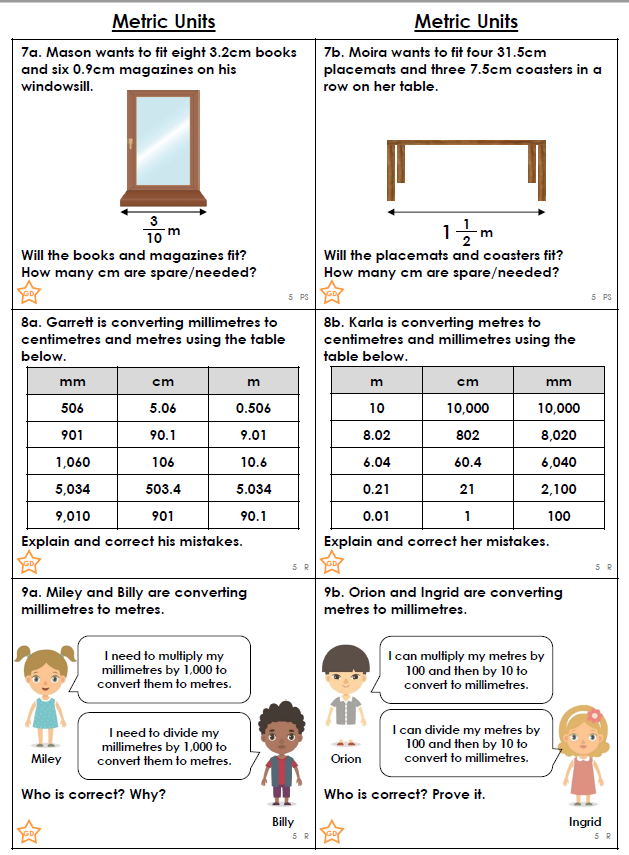 Metric Units
Metric Units
7a. Mason wants to fit eight 3.2cm books
and six 0.9cm magazines on his
windowsill.
3
10 m
Will the books and magazines fit?
How many cm are spare/needed?
GD
5 PS
7b. Moira wants to fit four 31.5cm
placemats and three 7.5cm coasters in a
row on her table.
1 1
2 m
Will the placemats and coasters fit?
How many cm are spare/needed?
GD
5 PS
8a. Garrett is converting millimetres to
centimetres and metres using the table
below.
mm cm m
506 5.06 0.506
901 90.1 9.01
1,060 106 10.6
5,034 503.4 5.034
9,010 901 90.1
Explain and correct his mistakes.
GD
5 R
8b. Karla is converting metres to
centimetres and millimetres using the
table below.
m cm mm
10 10,000 10,000
8.02 802 8,020
6.04 60.4 6,040
0.21 21 2,100
0.01 1 100
Explain and correct her mistakes.
GD
5 R
9a. Miley and Billy are converting
millimetres to metres.
I need to multiply my
millimetres by 1,000 to
convert them to metres.
Miley
I need to divide my
millimetres by 1,000 to
convert them to metres.
Billy
Who is correct? Why?
GD
5 R
9b. Orion and Ingrid are converting
metres to millimetres.
I can multiply my metres by
100 and then by 10 to
convert to millimetres.
Orion
I can divide my metres by
100 and then by 10 to
convert to millimetres.
Ingrid
Who is correct? Prove it.
GD
5 R